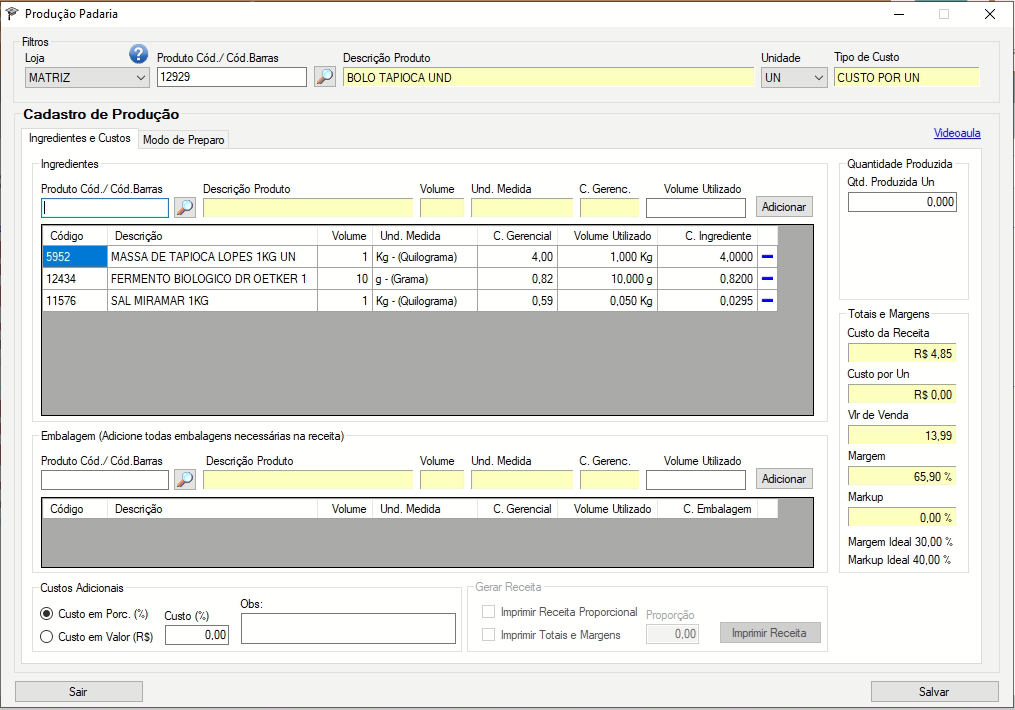 Produção Padaria
Filtros
Loja
?
Produto Cód./ Cód.Barras
Descrição Produto
Unidade
Tipo de Custo
MATRIZ
12929
BOLO TAPIOCA UND
UN
CUSTO POR UN
Cadastro de Produção
Ingredientes e Custos
Modo de Preparo
Videoaula
Ingredientes
Produto Cód./ Cód.Barras
Descrição Produto
Volume
Und. Medida
C. Gerenc.
Volume Utilizado
Adicionar
Código Descrição Volume Und. Medida C. Gerencial Volume Utilizado C. Ingrediente
5952 MASSA DE TAPIOCA LOPES 1KG UN 1 Kg - (Quilograma) 4,00 1,000 Kg 4,0000
12434 FERMENTO BIOLOGICO DR OETKER 1 10 g - (Grama) 0,82 10,000 g 0,8200
11576 SAL MIRAMAR 1KG 1 Kg - (Quilograma) 0,59 0,050 Kg 0,0295
Quantidade Produzida
Qtd. Produzida Un
0,000
Totais e Margens
Custo da Receita
R$ 4,85
Custo por Un
R$ 0,00
Vlr de Venda
13,99
Margem
65,90 %
Markup
0,00 %
Margem Ideal 30,00 %
Markup Ideal 40,00 %
Embalagem (Adicione todas embalagens necessárias na receita)
Produto Cód./ Cód.Barras
Descrição Produto
Volume
Und. Medida
C. Gerenc.
Volume Utilizado
Adicionar
Código Descrição Volume Und. Medida C. Gerencial Volume Utilizado C. Embalagem
Custos Adicionais
Custo em Porc. (%)
Custo em Valor (R$)
Custo (%)
0,00
Obs:
Gerar Receita
Imprimir Receita Proporcional
Imprimir Totais e Margens
Proporção
0,00
Imprimir Receita
Sair
Salvar